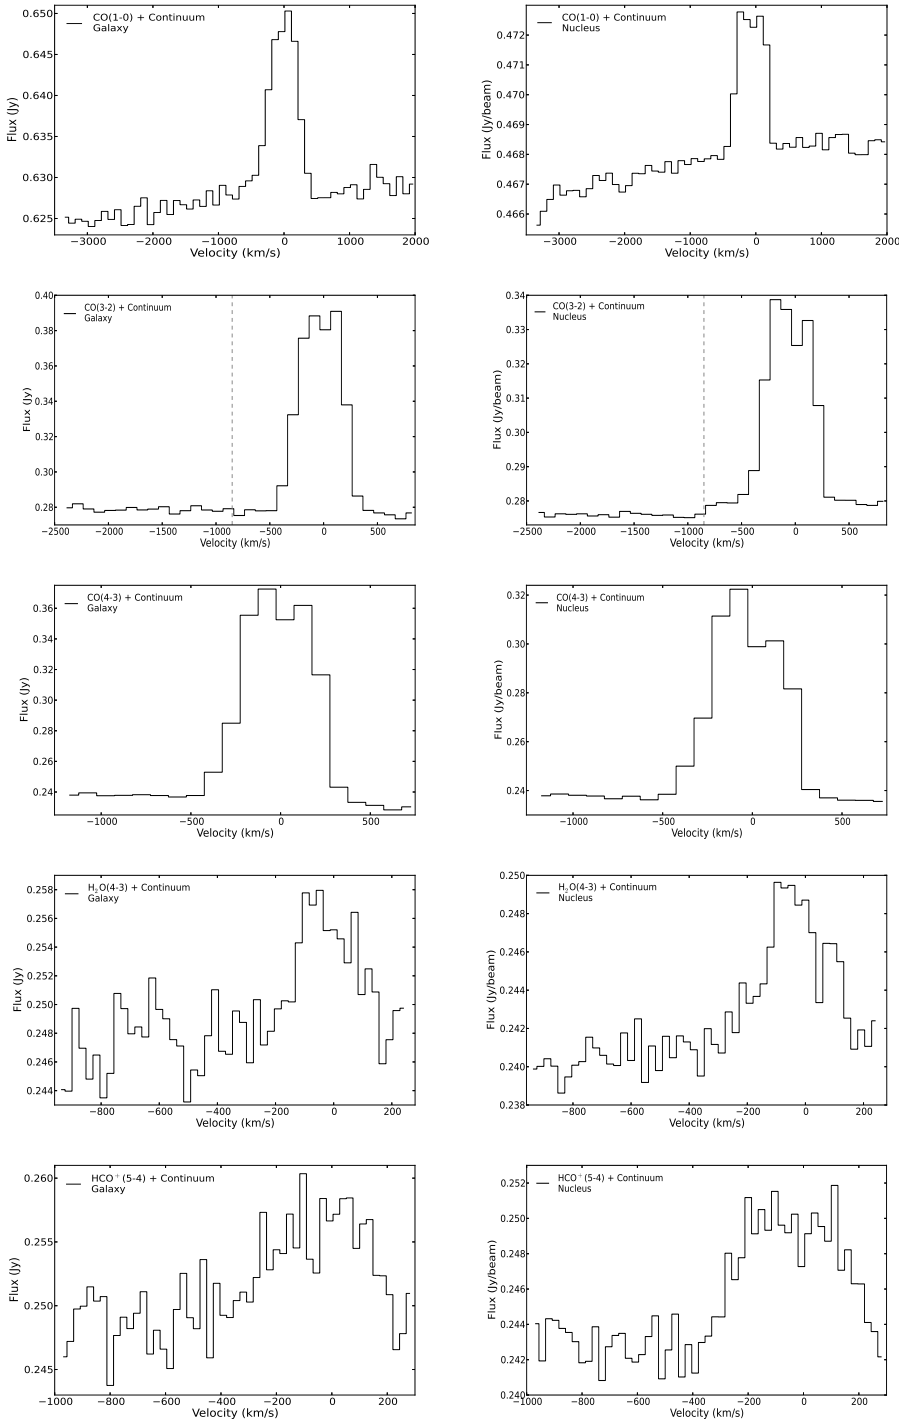 CO(1-0) + Continuum
Galaxy
0.650
0.645
0.640
0.635
0.630
0.625
Flux (Jy)
−3000 −2000 −1000 0 1000 2000
Velocity (km/s)
CO(1-0) + Continuum
Nucleus
0.472
0.471
0.470
0.469
0.468
0.467
0.466
Flux (Jy/beam)
−3000 −2000 −1000 0 1000 2000
Velocity (km/s)
CO(3-2) + Continuum
Galaxy
0.40
0.38
0.36
0.34
0.32
0.30
0.28
Flux (Jy)
−2500 −2000 −1500 −1000 −500 0 500
Velocity (km/s)
CO(3-2) + Continuum
Nucleus
0.34
0.33
0.32
0.31
0.30
0.29
0.28
Flux (Jy/beam)
−2500 −2000 −1500 −1000 −500 0 500
Velocity (km/s)
CO(4-3) + Continuum
Galaxy
0.36
0.34
0.32
0.30
0.28
0.26
0.24
Flux (Jy)
−1000 −500 0 500
Velocity (km/s)
CO(4-3) + Continuum
Nucleus
0.32
0.30
0.28
0.26
0.24
Flux (Jy/beam)
−1000 −500 0 500
Velocity (km/s)
H₂O(4-3) + Continuum
Galaxy
0.258
0.256
0.254
0.252
0.250
0.248
0.246
0.244
Flux (Jy)
−800 −600 −400 −200 0 200
Velocity (km/s)
H₂O(4-3) + Continuum
Nucleus
0.250
0.248
0.246
0.244
0.242
0.240
0.238
Flux (Jy/beam)
−800 −600 −400 −200 0 200
Velocity (km/s)
HCO⁺(5-4) + Continuum
Galaxy
0.260
0.255
0.250
0.245
Flux (Jy)
−1000 −800 −600 −400 −200 0 200 400
Velocity (km/s)
HCO⁺(5-4) + Continuum
Nucleus
0.252
0.250
0.248
0.246
0.244
0.242
0.240
Flux (Jy/beam)
−1000 −800 −600 −400 −200 0 200
Velocity (km/s)